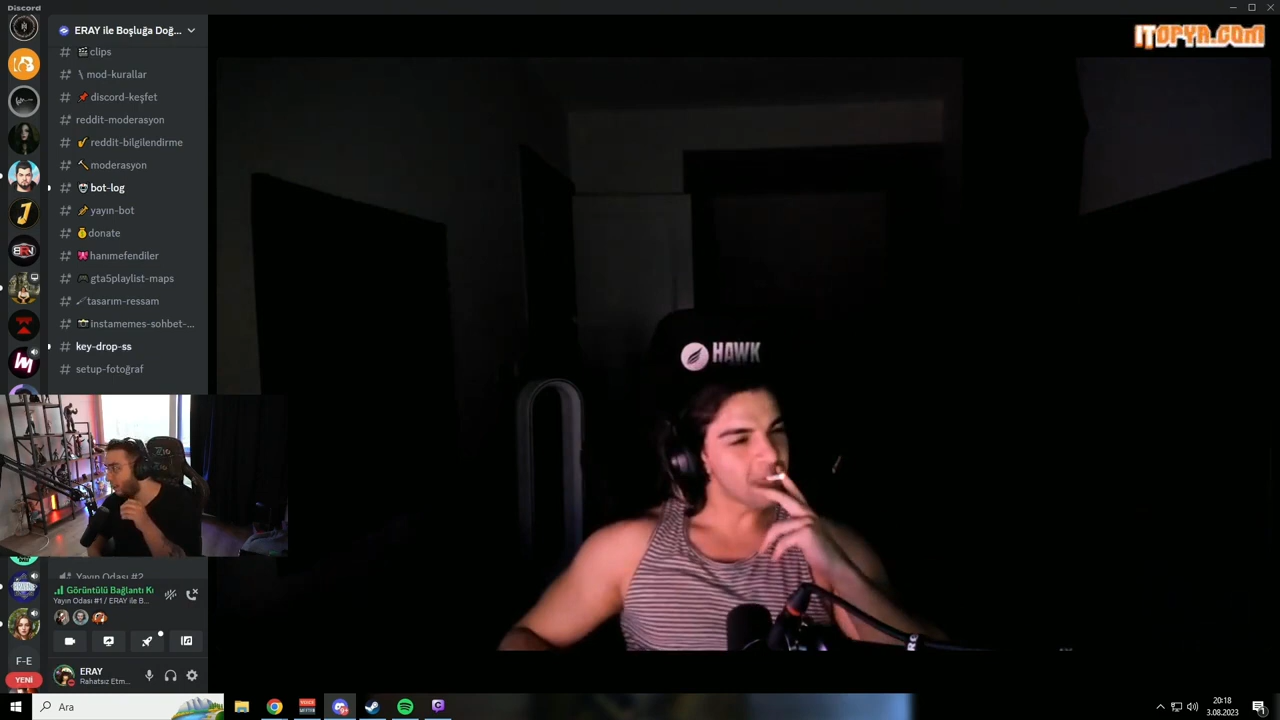 Discord
ERAY ile Boşluğa Doğ...
ITOPYA.COM
clips
\ mod-kurallar
discord-keşfet
reddit-moderasyon
reddit-bilgilendirme
moderasyon
bot-log
yayın-bot
donate
hanımefendiler
gta5playlist-maps
tasarım-ressam
instamemes-sohbet-...
key-drop-ss
setup-fotoğraf
HAWK
Yayın Odası #2
Görüntülü Bağlantı Kı
Yayın Odası #1 / ERAY ile B...
F-E
ERAY
Rahatsız Etm...
YENİ
Ara
20:18
3.08.2023